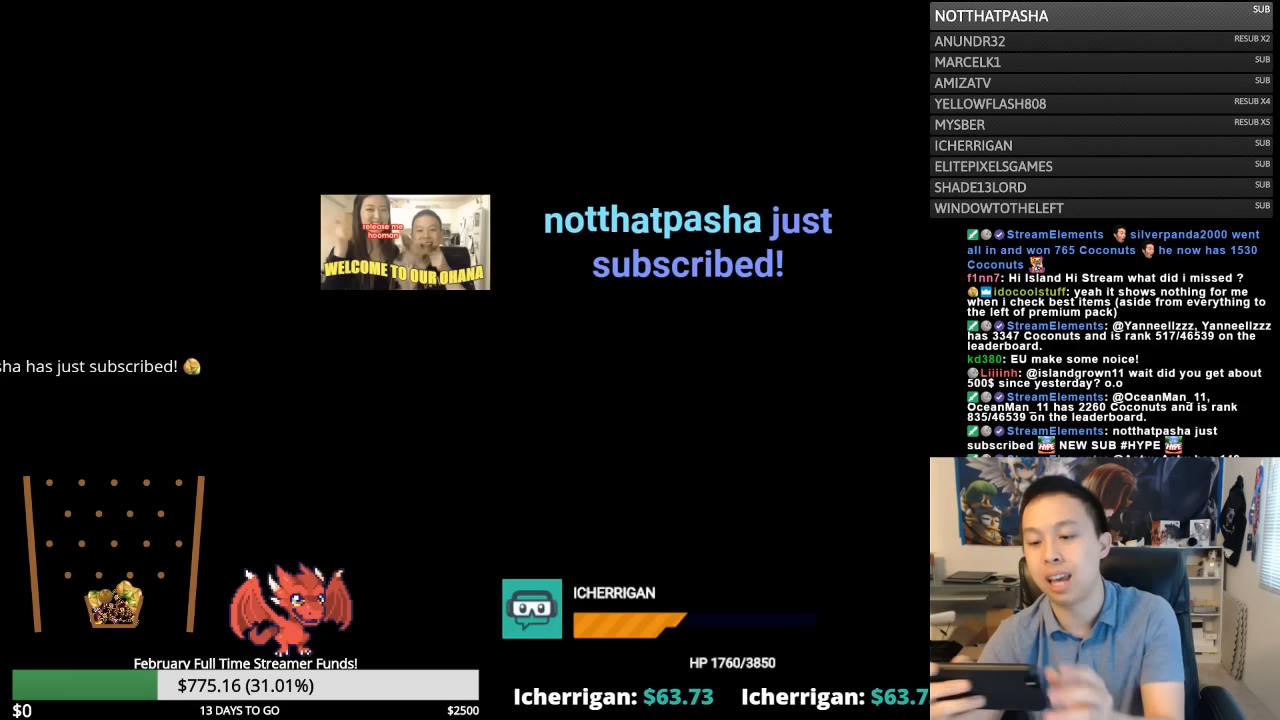 NOTTHATPASHA SUB
ANUNDR32 RESUB X2
MARCELK1 SUB
AMIZATV SUB
YELLOWFLASH808 RESUB X4
MYSBER RESUB X5
ICHERRIGAN SUB
ELITEPIXELSGAMES SUB
SHADE13LORD SUB
WINDOWTOTHELEFT SUB
release me
hooman
WELCOME TO OUR OHANA
notthatpasha just
subscribed!
StreamElements silverpanda2000 went
all in and won 765 Coconuts he now has 1530
Coconuts
f1nn7: Hi Island Hi Stream what did i missed ?
idocoolstuff: yeah it shows nothing for me
when i check best items (aside from everything to
the left of premium pack)
StreamElements: @Yanneellzzz, Yanneellzzz
has 3347 Coconuts and is rank 517/46539 on the
leaderboard.
kd380: EU make some noice!
Liiiinh: @islandgrown11 wait did you get about
500$ since yesterday? o.o
StreamElements: @OceanMan_11,
OceanMan_11 has 2260 Coconuts and is rank
835/46539 on the leaderboard.
StreamElements: notthatpasha just
subscribed HYPE NEW SUB #HYPE HYPE
sha has just subscribed!
ICHERRIGAN
HP 1760/3850
February Full Time Streamer Funds!
$775.16 (31.01%)
$0 13 DAYS TO GO $2500
Icherrigan: $63.73 Icherrigan: $63.7